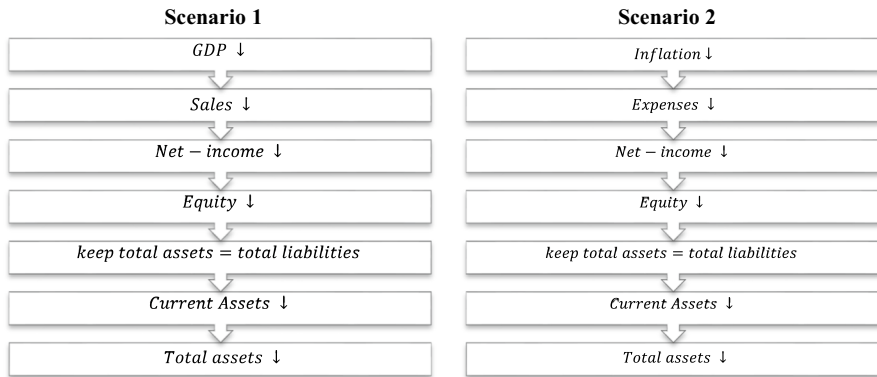 Scenario 1
GDP ↓
Sales ↓
Net − income ↓
Equity ↓
keep total assets = total liabilities
Current Assets ↓
Total assets ↓
Scenario 2
Inflation ↓
Expenses ↓
Net − income ↓
Equity ↓
keep total assets = total liabilities
Current Assets ↓
Total assets ↓